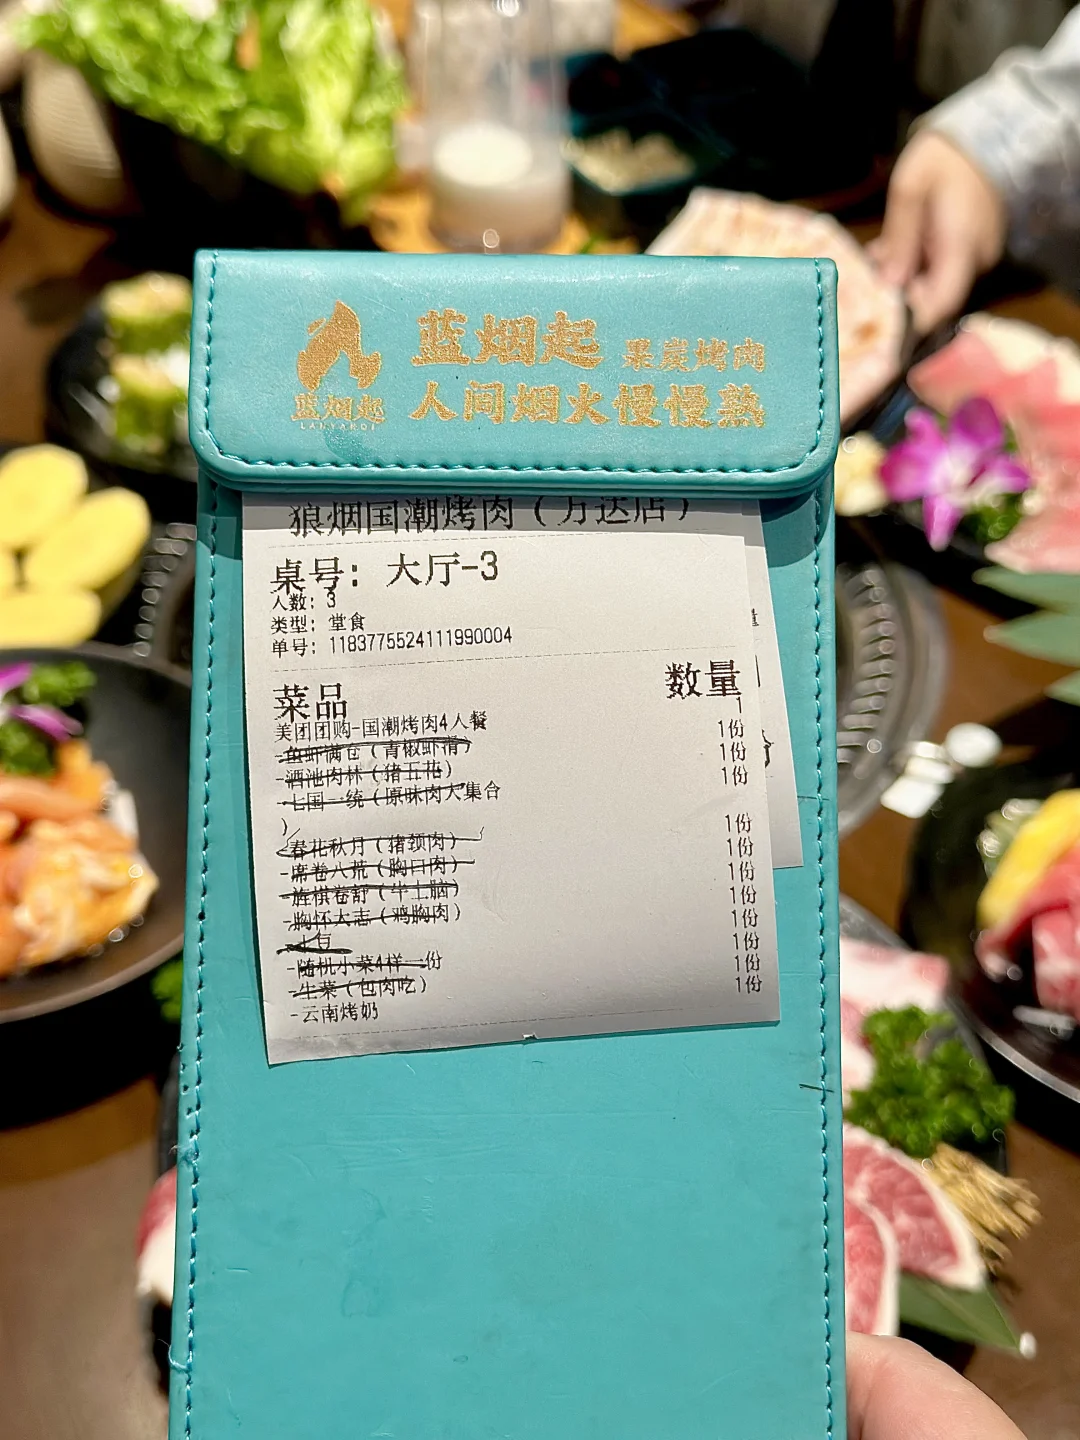 蓝烟起 果炭烤肉
人间烟火慢慢熟
蓝烟起
LANYANQI
狼烟国潮烤肉（万达店）
桌号：大厅-3
人数：3
类型：堂食
单号：1183775524111990004
菜品 数量
美团团购-国潮烤肉4人餐 1
-鱼虾满仓（青椒虾滑） 1份
-酒池肉林（猪五花） 1份
-七国一统（原味肉大集合 1份
）
-春花秋月（猪颈肉） 1份
-席卷八荒（胸口肉） 1份
-旌棋卷舒（牛上脑） 1份
-胸怀大志（鸡胸肉） 1份
1份
-随机小菜4样一份 1份
-生菜（包肉吃） 1份
-云南烤奶 1份